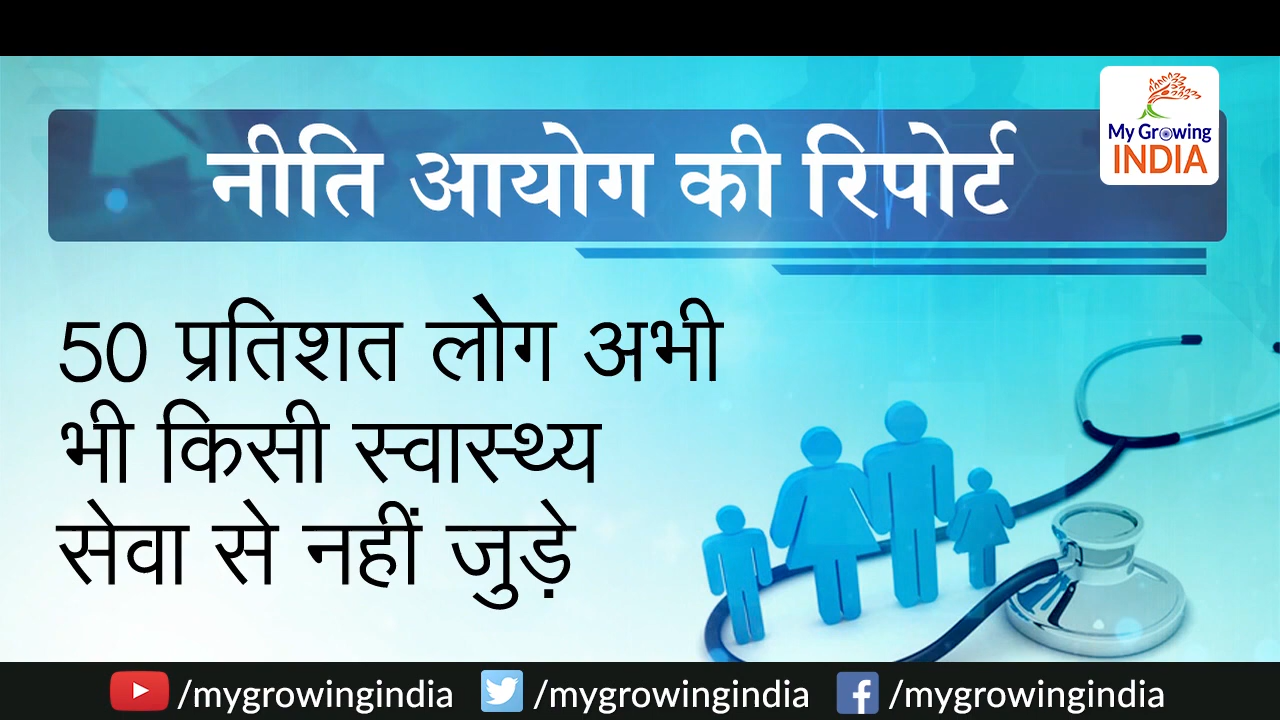 My Growing
INDIA
नीति आयोग की रिपोर्ट
50 प्रतिशत लोग अभी
भी किसी स्वास्थ्य
सेवा से नहीं जुड़े
/mygrowingindia /mygrowingindia /mygrowingindia